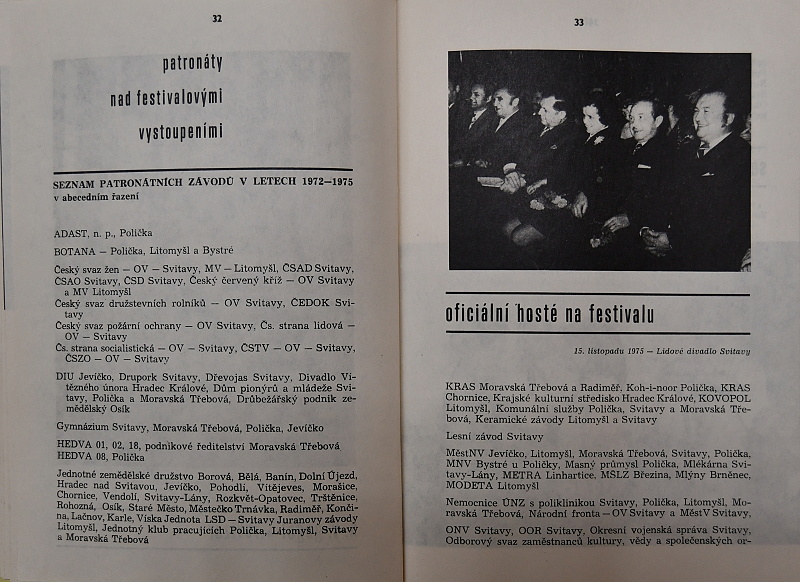 32
patronáty
nad festivalovými
vystoupeními
SEZNAM PATRONÁTNÍCH ZÁVODŮ V LETECH 1972—1975
v abecedním řazení
ADAST, n. p., Polička
BOTANA — Polička, Litomyšl a Bystré
Český svaz žen — OV — Svitavy, MV — Litomyšl, ČSAD Svitavy,
ČSAO Svitavy, ČSD Svitavy, Český červený kříž — OV Svitavy
a MV Litomyšl
Český svaz družstevních rolníků — OV Svitavy, ČEDOK Svi-
tavy
Český svaz požární ochrany — OV Svitavy, Čs. strana lidová —
OV — Svitavy
Čs. strana socialistická — OV — Svitavy, ČSTV — OV — Svitavy,
ČSZO — OV — Svitavy
DIU Jevíčko, Drupork Svitavy, Dřevojas Svitavy, Divadlo Ví-
tězného února Hradec Králové, Dům pionýrů a mládeže Svi-
tavy, Polička a Moravská Třebová, Drůbežářský podnik ze-
mědělský Osík
Gymnazium Svitavy, Moravská Třebová, Polička, Jevíčko
HEDVA 01, 02, 18, podnikové ředitelství Moravská Třebová
HEDVA 08, Polička
Jednotné zemědělské družstvo Borová, Bělá, Banín, Dolní Újezd,
Hradec nad Svitavou, Jevíčko, Pohodlí, Vítějeves, Morašice,
Chornice, Vendolí, Svitavy-Lány, Rozkvět-Opatovec, Trštěnice,
Rohozná, Osík, Staré Město, Městečko Trnávka, Radiměř, Konči-
na, Lačnov, Karle, Víska Jednota LSD — Svitavy Juranovy závody
Litomyšl, Jednotný klub pracujících Polička, Litomyšl, Svitavy
a Moravská Třebová
33
oficiální hosté na festivalu
15. listopadu 1975 — Lidové divadlo Svitavy
KRAS Moravská Třebová a Radiměř, Koh-i-noor Polička, KRAS
Chornice, Krajské kulturní středisko Hradec Králové, KOVOPOL
Litomyšl, Komunální služby Polička, Svitavy a Moravská Tře-
bová, Keramické závody Litomyšl a Svitavy
Lesní závod Svitavy
MěstNV Jevíčko, Litomyšl, Moravská Třebová, Svitavy, Polička,
MNV Bystré u Poličky, Masný průmysl Polička, Mlékárna Svi-
tavy-Lány, METRA Linhartice, MSLZ Březina, Mlýny Brněnec,
MODETA Litomyšl
Nemocnice ÚNZ s poliklinikou Svitavy, Polička, Litomyšl, Mo-
ravská Třebová, Národní fronta — OV Svitavy a MěstV Svitavy,
ONV Svitavy, OOR Svitavy, Okresní vojenská správa Svitavy,
Odborový svaz zaměstnanců kultury, vědy a společenských or-